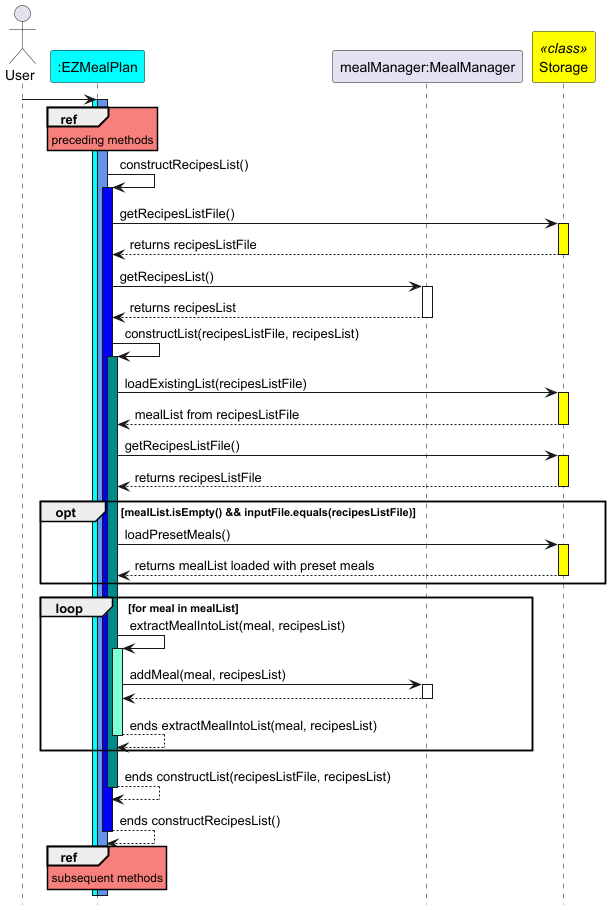 User
:EZMealPlan
mealManager:MealManager
«class»
Storage
ref
preceding methods
constructRecipesList()
getRecipesListFile()
returns recipesListFile
getRecipesList()
returns recipesList
constructList(recipesListFile, recipesList)
loadExistingList(recipesListFile)
mealList from recipesListFile
getRecipesListFile()
returns recipesListFile
opt [mealList.isEmpty() && inputFile.equals(recipesListFile)]
loadPresetMeals()
returns mealList loaded with preset meals
loop [for meal in mealList]
extractMealIntoList(meal, recipesList)
addMeal(meal, recipesList)
ends extractMealIntoList(meal, recipesList)
ends constructList(recipesListFile, recipesList)
ends constructRecipesList()
ref
subsequent methods